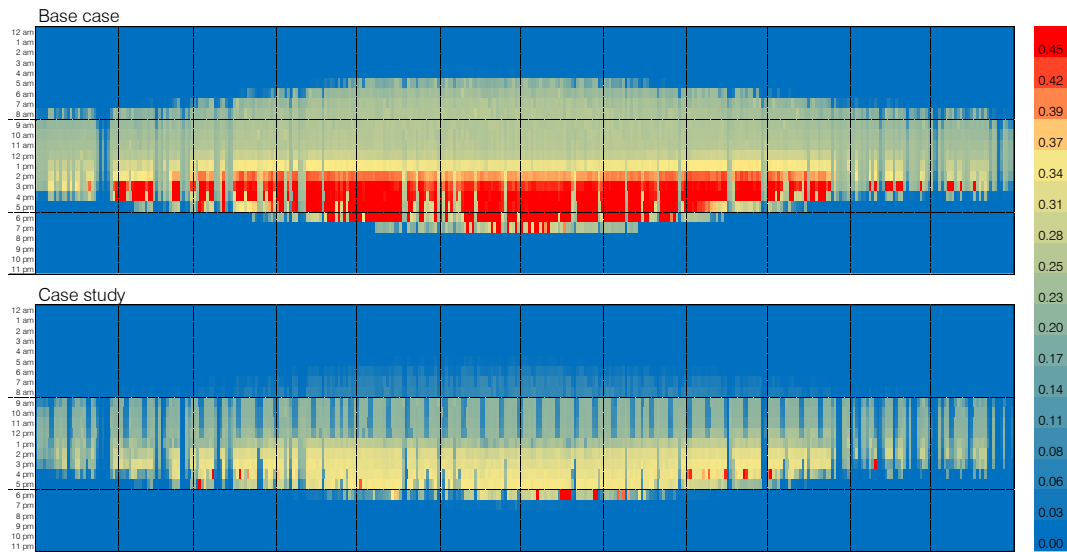 Base case
12 am
1 am
2 am
3 am
4 am
5 am
6 am
7 am
8 am
9 am
10 am
11 am
12 pm
1 pm
2 pm
3 pm
4 pm
5 pm
6 pm
7 pm
8 pm
9 pm
10 pm
11 pm
Case study
12 am
1 am
2 am
3 am
4 am
5 am
6 am
7 am
8 am
9 am
10 am
11 am
12 pm
1 pm
2 pm
3 pm
4 pm
5 pm
6 pm
7 pm
8 pm
9 pm
10 pm
11 pm
0.45
0.42
0.39
0.37
0.34
0.31
0.28
0.25
0.23
0.20
0.17
0.14
0.11
0.08
0.06
0.03
0.00